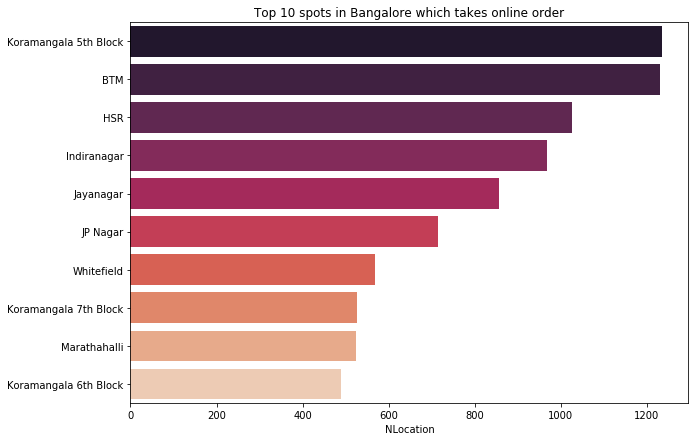 Top 10 spots in Bangalore which takes online order
Koramangala 5th Block
BTM
HSR
Indiranagar
Jayanagar
JP Nagar
Whitefield
Koramangala 7th Block
Marathahalli
Koramangala 6th Block
0 200 400 600 800 1000 1200
NLocation